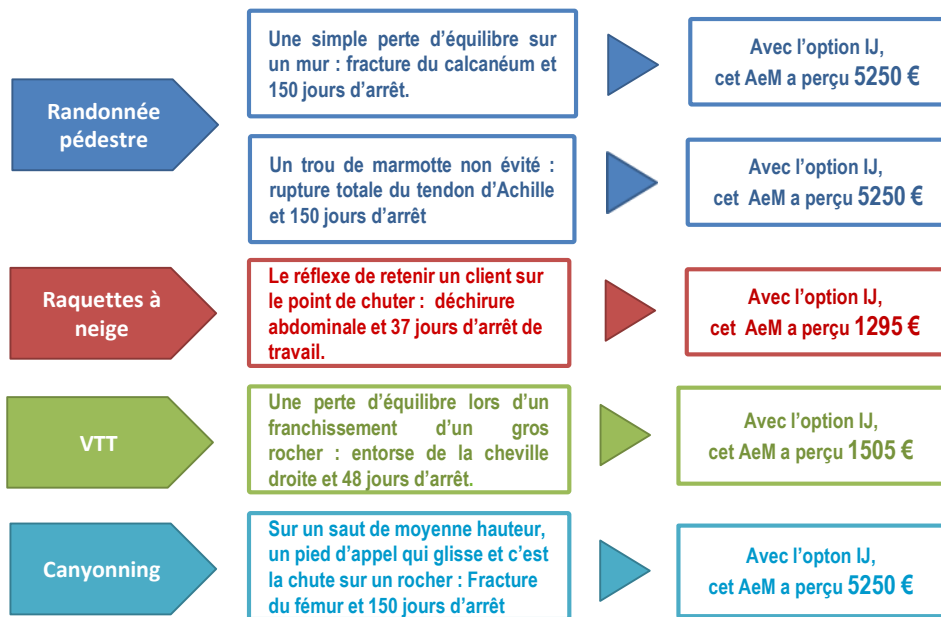 Randonnée
pédestre
Une simple perte d'équilibre sur
un mur : fracture du calcanéum et
150 jours d'arrêt.
Avec l'option IJ,
cet AeM a perçu 5250 €
Un trou de marmotte non évité :
rupture totale du tendon d'Achille
et 150 jours d'arrêt
Avec l'option IJ,
cet AeM a perçu 5250 €
Raquettes à
neige
Le réflexe de retenir un client sur
le point de chuter : déchirure
abdominale et 37 jours d'arrêt de
travail.
Avec l'option IJ,
cet AeM a perçu 1295 €
VTT
Une perte d'équilibre lors d'un
franchissement d'un gros
rocher : entorse de la cheville
droite et 48 jours d'arrêt.
Avec l'option IJ,
cet AeM a perçu 1505 €
Canyonning
Sur un saut de moyenne hauteur,
un pied d'appel qui glisse et c'est
la chute sur un rocher : Fracture
du fémur et 150 jours d'arrêt
Avec l'opton IJ,
cet AeM a perçu 5250 €